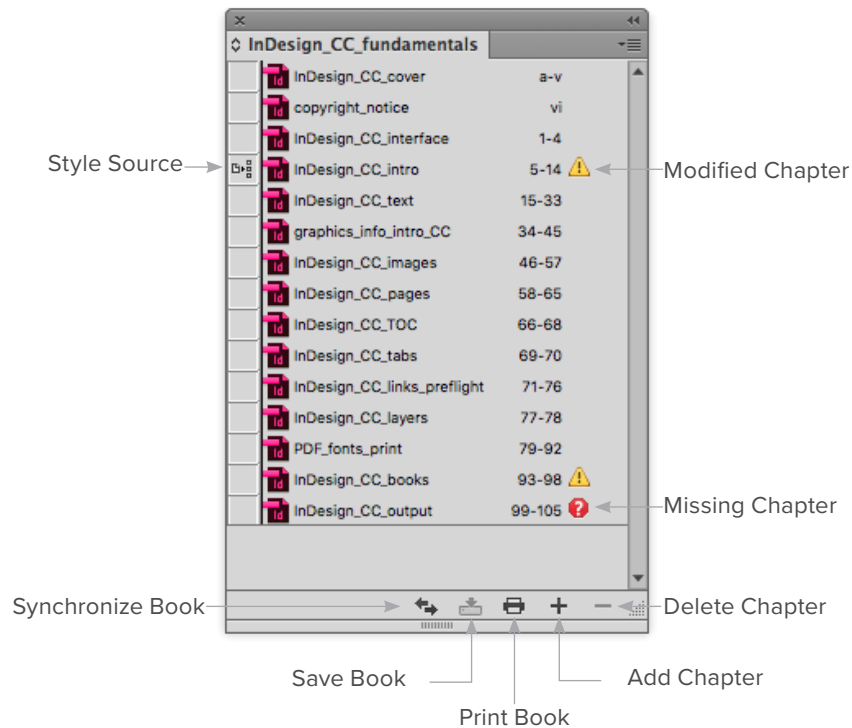 InDesign_CC_fundamentals
InDesign_CC_cover a-v
copyright_notice vi
InDesign_CC_interface 1-4
Style Source InDesign_CC_intro 5-14 Modified Chapter
InDesign_CC_text 15-33
graphics_info_intro_CC 34-45
InDesign_CC_images 46-57
InDesign_CC_pages 58-65
InDesign_CC_TOC 66-68
InDesign_CC_tabs 69-70
InDesign_CC_links_preflight 71-76
InDesign_CC_layers 77-78
PDF_fonts_print 79-92
InDesign_CC_books 93-98
InDesign_CC_output 99-105 Missing Chapter
Synchronize Book Delete Chapter
Save Book Add Chapter
Print Book